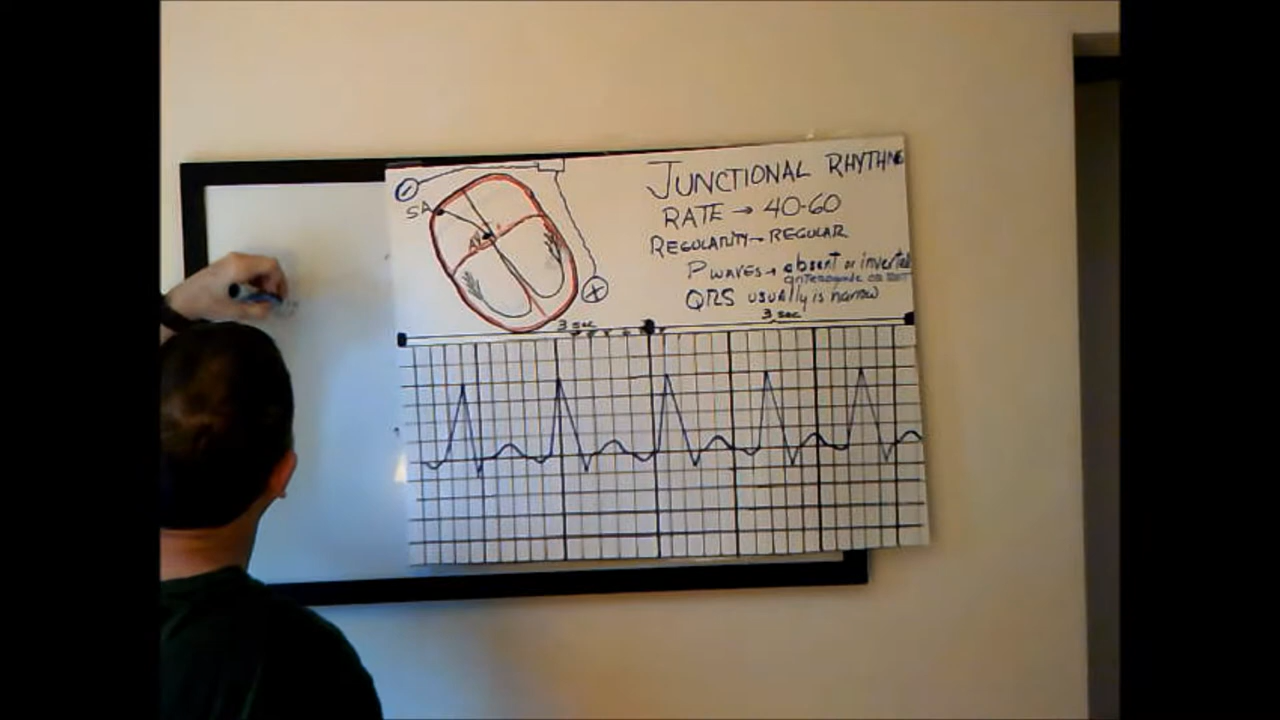 JUNCTIONAL RHYTHM
SA
RATE → 40-60
REGULARITY → REGULAR
P WAVES → absent or inverted
QRS usually is narrow
3 sec
3 sec